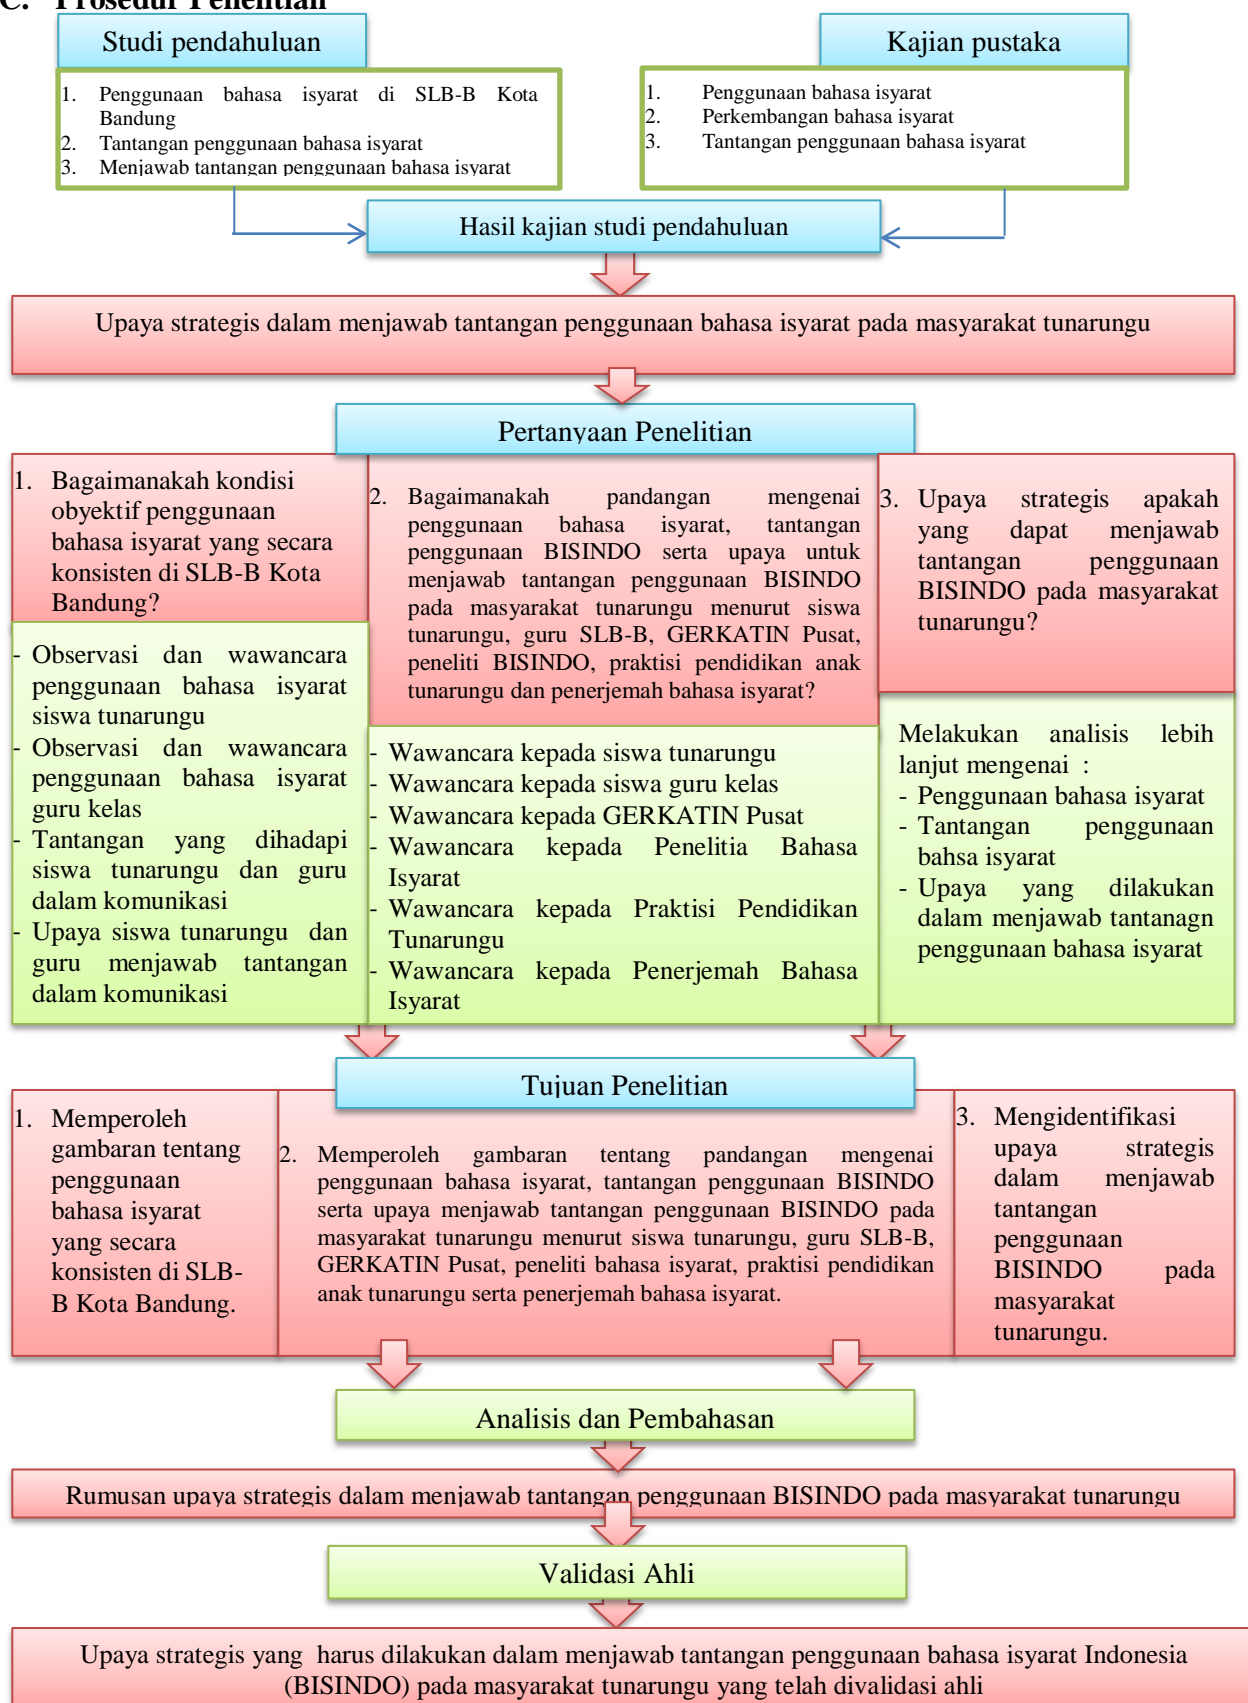 C. Prosedur Penelitian
Studi pendahuluan
Kajian pustaka
1. Penggunaan bahasa isyarat di SLB-B Kota
Bandung
2. Tantangan penggunaan bahasa isyarat
3. Menjawab tantangan penggunaan bahasa isyarat
1. Penggunaan bahasa isyarat
2. Perkembangan bahasa isyarat
3. Tantangan penggunaan bahasa isyarat
Hasil kajian studi pendahuluan
Upaya strategis dalam menjawab tantangan penggunaan bahasa isyarat pada masyarakat tunarungu
Pertanyaan Penelitian
1. Bagaimanakah kondisi
obyektif penggunaan
bahasa isyarat yang secara
konsisten di SLB-B Kota
Bandung?
2. Bagaimanakah pandangan mengenai
penggunaan bahasa isyarat, tantangan
penggunaan BISINDO serta upaya untuk
menjawab tantangan penggunaan BISINDO
pada masyarakat tunarungu menurut siswa
tunarungu, guru SLB-B, GERKATIN Pusat,
peneliti BISINDO, praktisi pendidikan anak
tunarungu dan penerjemah bahasa isyarat?
3. Upaya strategis apakah
yang dapat menjawab
tantangan penggunaan
BISINDO pada masyarakat
tunarungu?
- Observasi dan wawancara
penggunaan bahasa isyarat
siswa tunarungu
- Observasi dan wawancara
penggunaan bahasa isyarat
guru kelas
- Tantangan yang dihadapi
siswa tunarungu dan guru
dalam komunikasi
- Upaya siswa tunarungu dan
guru menjawab tantangan
dalam komunikasi
- Wawancara kepada siswa tunarungu
- Wawancara kepada siswa guru kelas
- Wawancara kepada GERKATIN Pusat
- Wawancara kepada Penelitia Bahasa
Isyarat
- Wawancara kepada Praktisi Pendidikan
Tunarungu
- Wawancara kepada Penerjemah Bahasa
Isyarat
Melakukan analisis lebih
lanjut mengenai :
- Penggunaan bahasa isyarat
- Tantangan penggunaan
bahsa isyarat
- Upaya yang dilakukan
dalam menjawab tantanagn
penggunaan bahasa isyarat
Tujuan Penelitian
1. Memperoleh
gambaran tentang
penggunaan
bahasa isyarat
yang secara
konsisten di SLB-
B Kota Bandung.
2. Memperoleh gambaran tentang pandangan mengenai
penggunaan bahasa isyarat, tantangan penggunaan BISINDO
serta upaya menjawab tantangan penggunaan BISINDO pada
masyarakat tunarungu menurut siswa tunarungu, guru SLB-B,
GERKATIN Pusat, peneliti bahasa isyarat, praktisi pendidikan
anak tunarungu serta penerjemah bahasa isyarat.
3. Mengidentifikasi
upaya strategis
dalam menjawab
tantangan
penggunaan
BISINDO pada
masyarakat
tunarungu.
Analisis dan Pembahasan
Rumusan upaya strategis dalam menjawab tantangan penggunaan BISINDO pada masyarakat tunarungu
Validasi Ahli
Upaya strategis yang harus dilakukan dalam menjawab tantangan penggunaan bahasa isyarat Indonesia
(BISINDO) pada masyarakat tunarungu yang telah divalidasi ahli